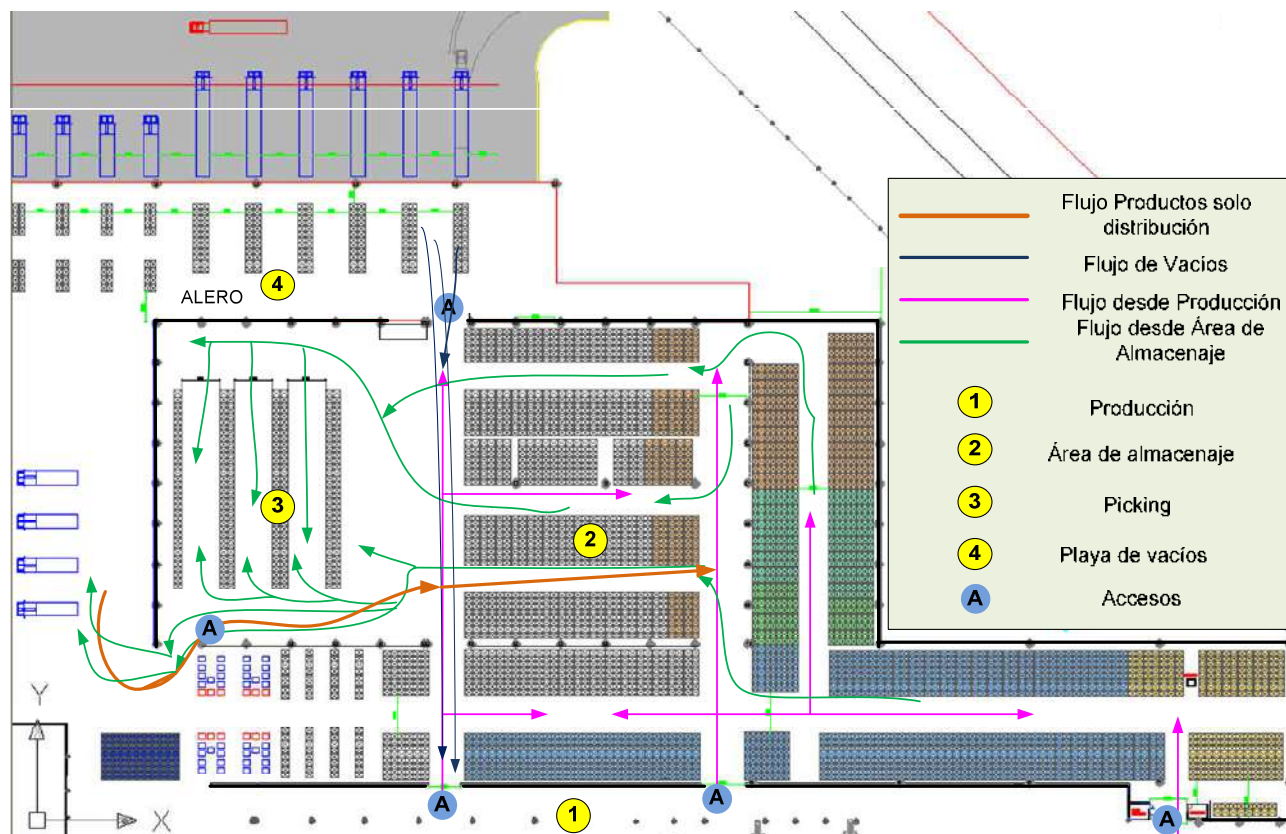 Flujo Productos solo
distribución
Flujo de Vacios
Flujo desde Producción
Flujo desde Área de
Almacenaje
1
Producción
2
Área de almacenaje
3
Picking
4
Playa de vacíos
A
Accesos
4
ALERO
A
3
2
A
Y
X
A
A
A
1